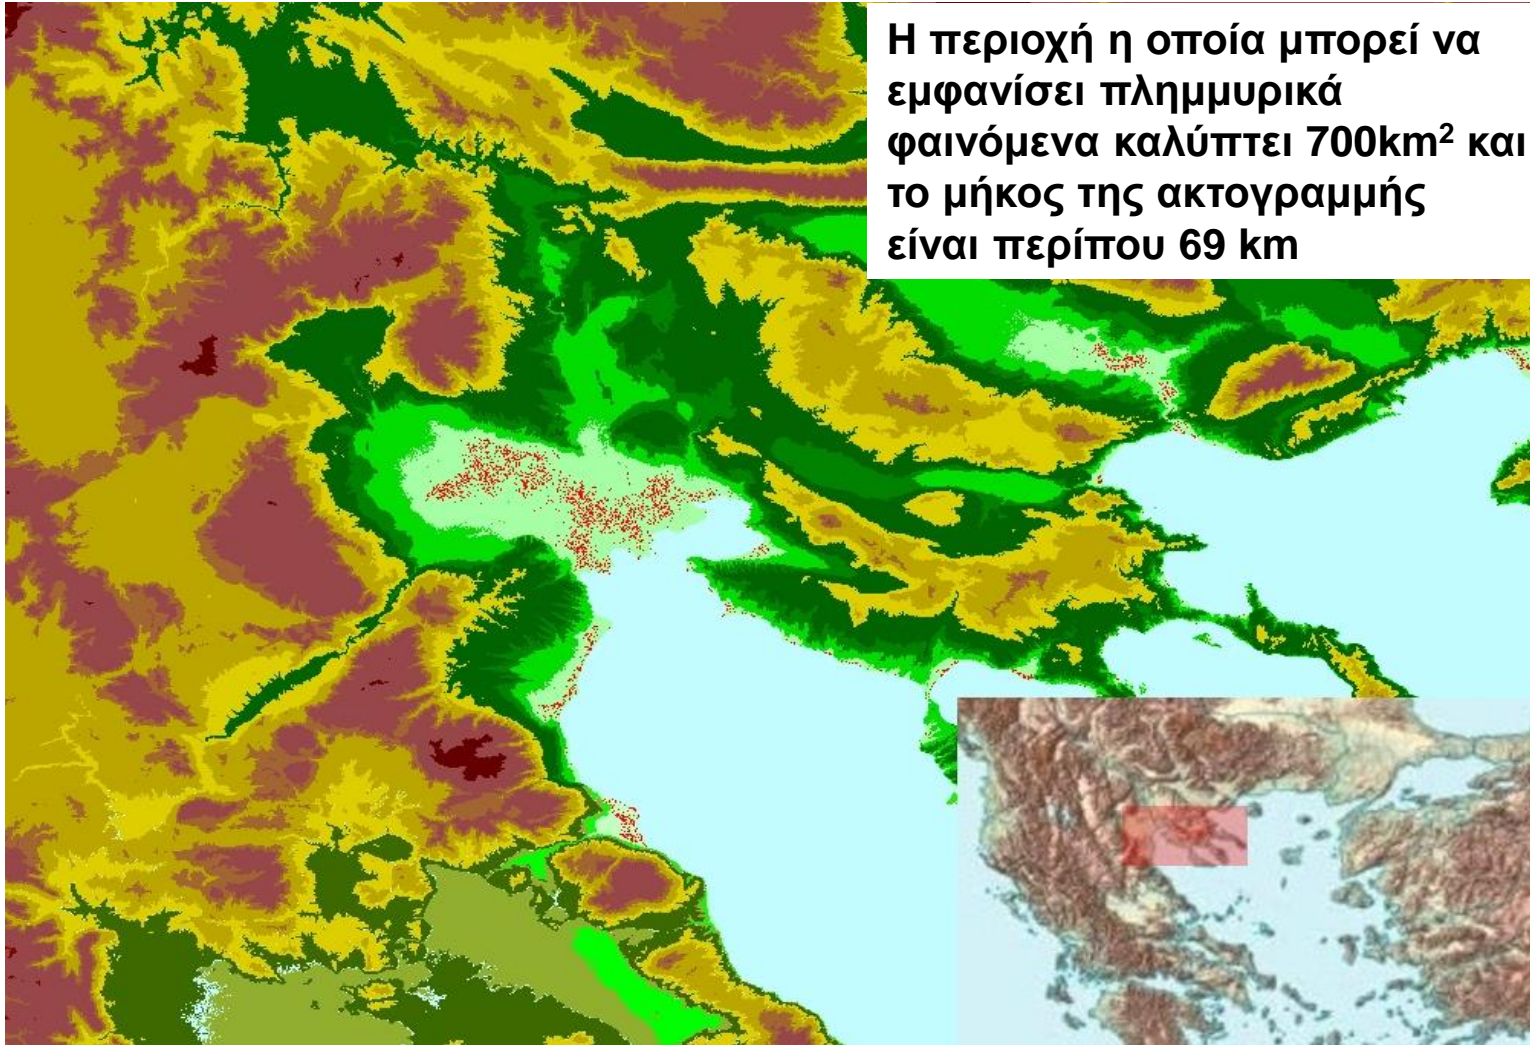 Η περιοχή η οποία μπορεί να
εμφανίσει πλημμυρικά
φαινόμενα καλύπτει 700km² και
το μήκος της ακτογραμμής
είναι περίπου 69 km